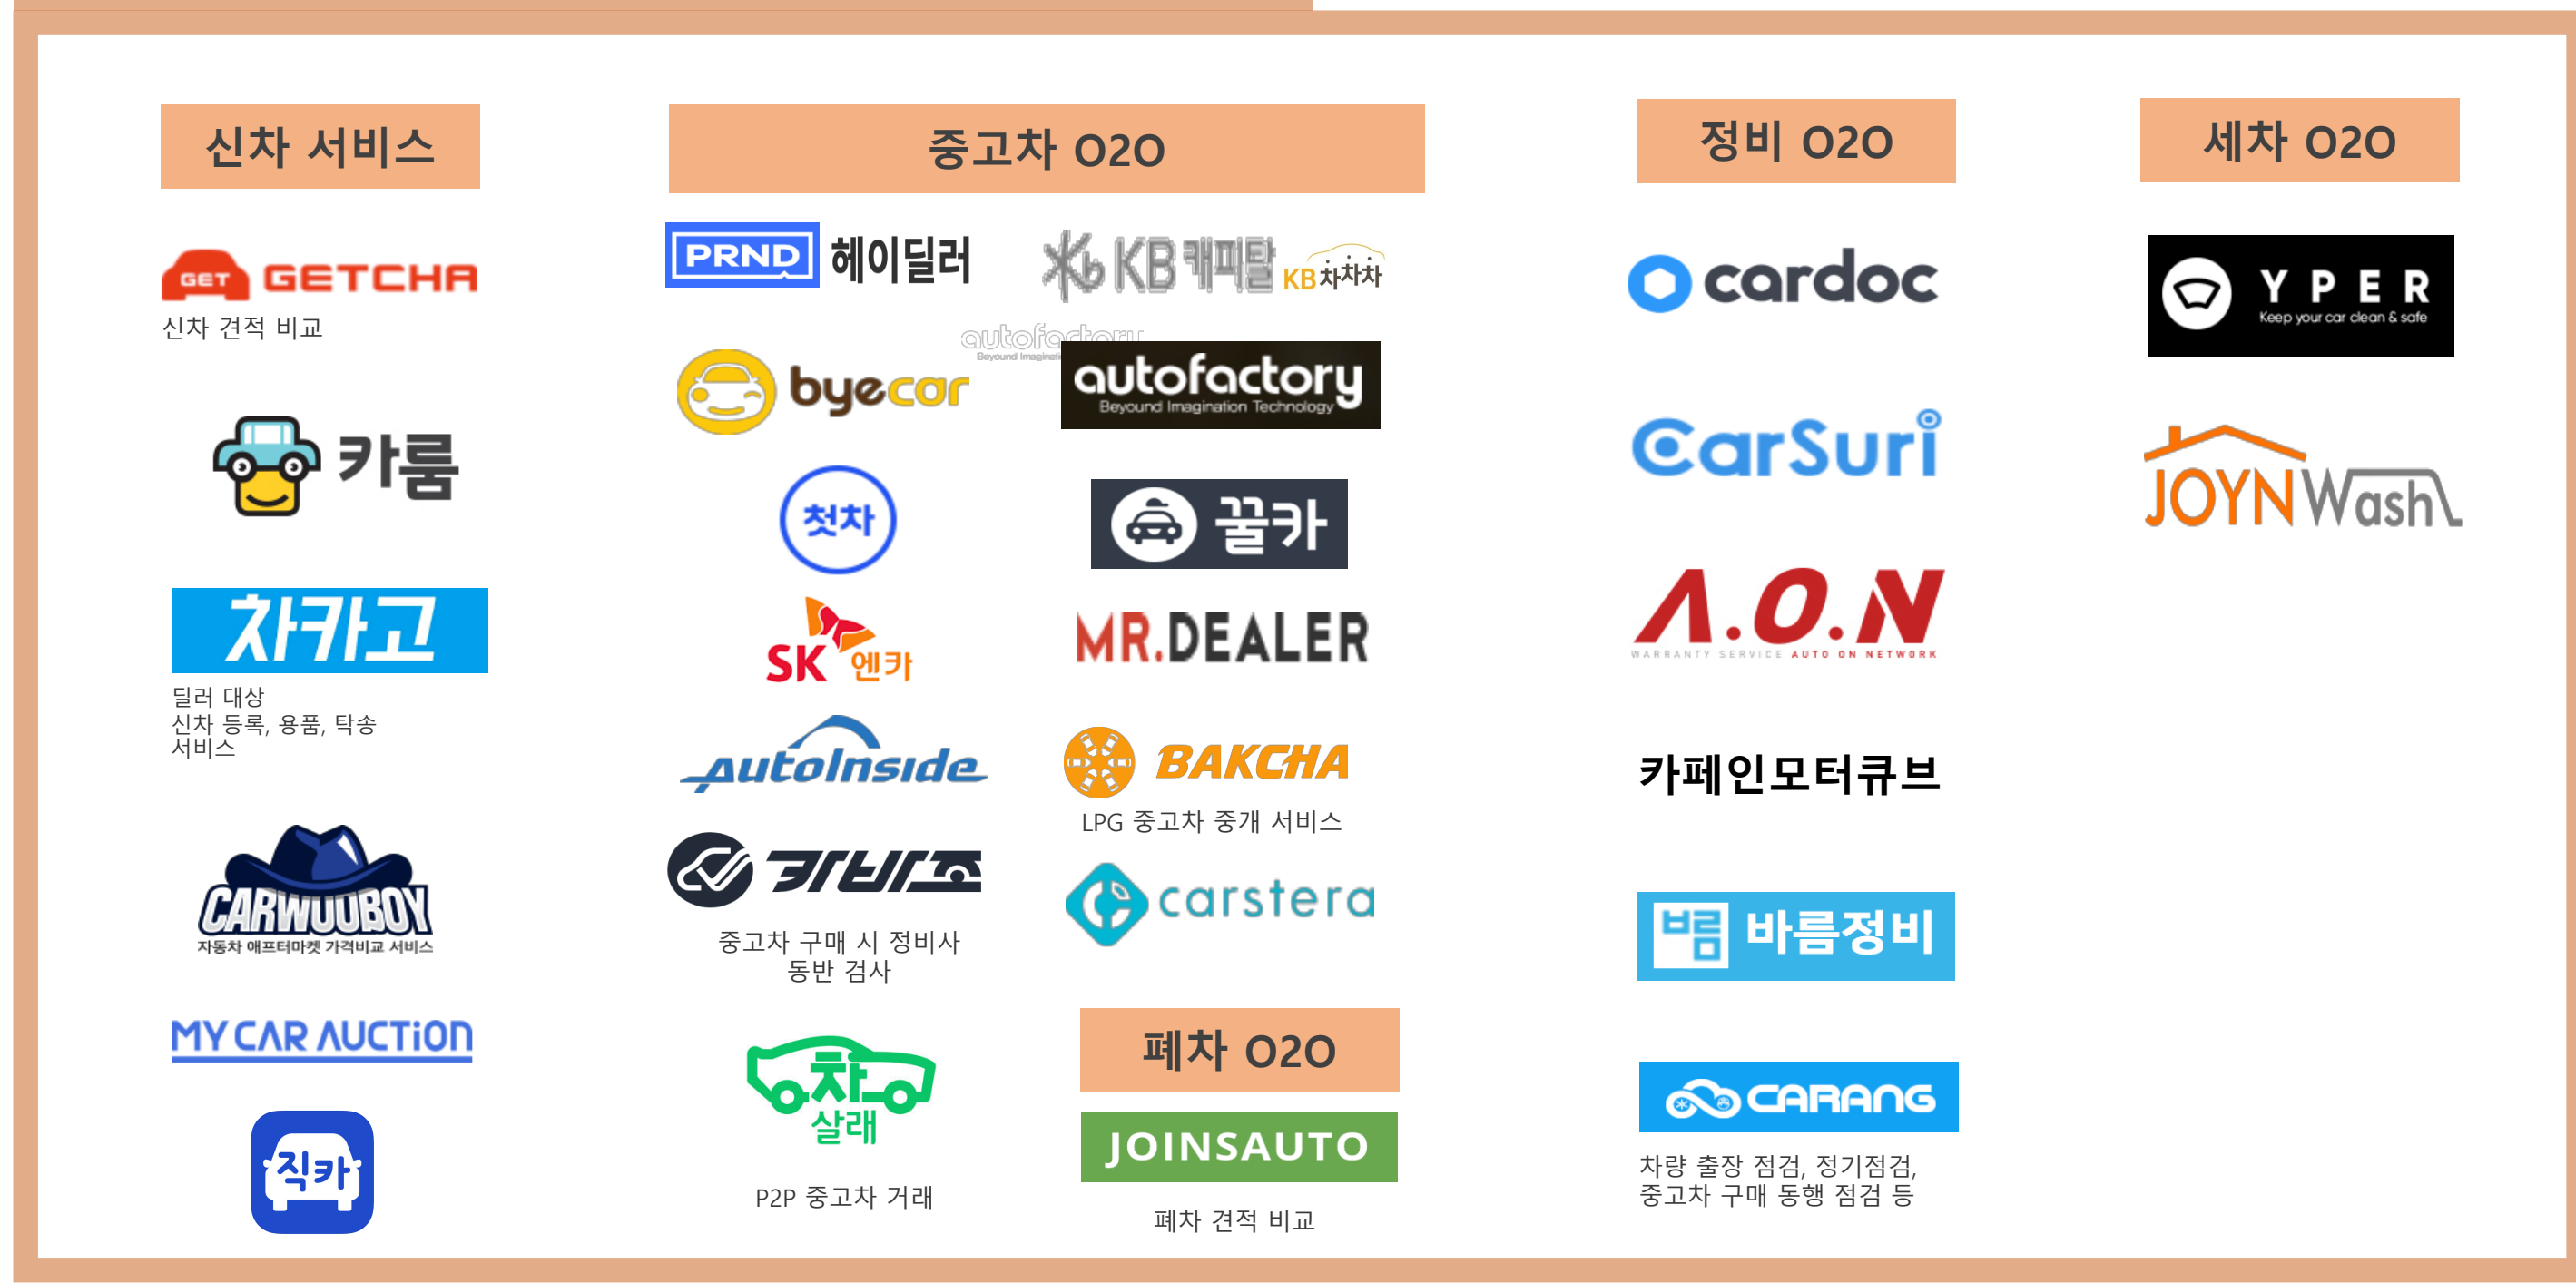 신차 서비스
GET GETCHA
신차 견적 비교
카룸
차카고
딜러 대상
신차 등록, 용품, 탁송
서비스
CARWOOBOY
자동차 애프터마켓 가격비교 서비스
MY CAR AUCTiON
직카
중고차 O2O
PRND 헤이딜러
KB 캐피탈 KB 차차차
byecar
autofactory
autofactory
Beyound Imagination Technology
첫차
꿀카
SK 엔카
MR.DEALER
AutoInside
BAKCHA
LPG 중고차 중개 서비스
카바조
중고차 구매 시 정비사
동반 검사
carstera
차
살래
P2P 중고차 거래
폐차 O2O
JOINSAUTO
폐차 견적 비교
정비 O2O
cardoc
CarSuri
A.O.N
WARRANTY SERVICE AUTO ON NETWORK
카페인모터큐브
바름 바름정비
CARANG
차량 출장 점검, 정기점검,
중고차 구매 동행 점검 등
세차 O2O
YPER
Keep your car clean & safe
JOYN Wash